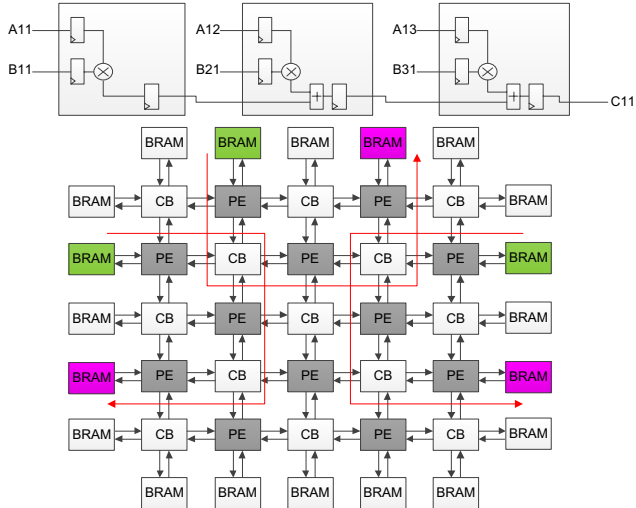 A11 A12 A13
B11 B21 B31
+ +
C11
BRAM BRAM BRAM BRAM BRAM
BRAM CB PE CB PE CB BRAM
BRAM PE CB PE CB PE BRAM
BRAM CB PE CB PE CB BRAM
BRAM PE CB PE CB PE BRAM
BRAM CB PE CB PE CB BRAM
BRAM BRAM BRAM BRAM BRAM